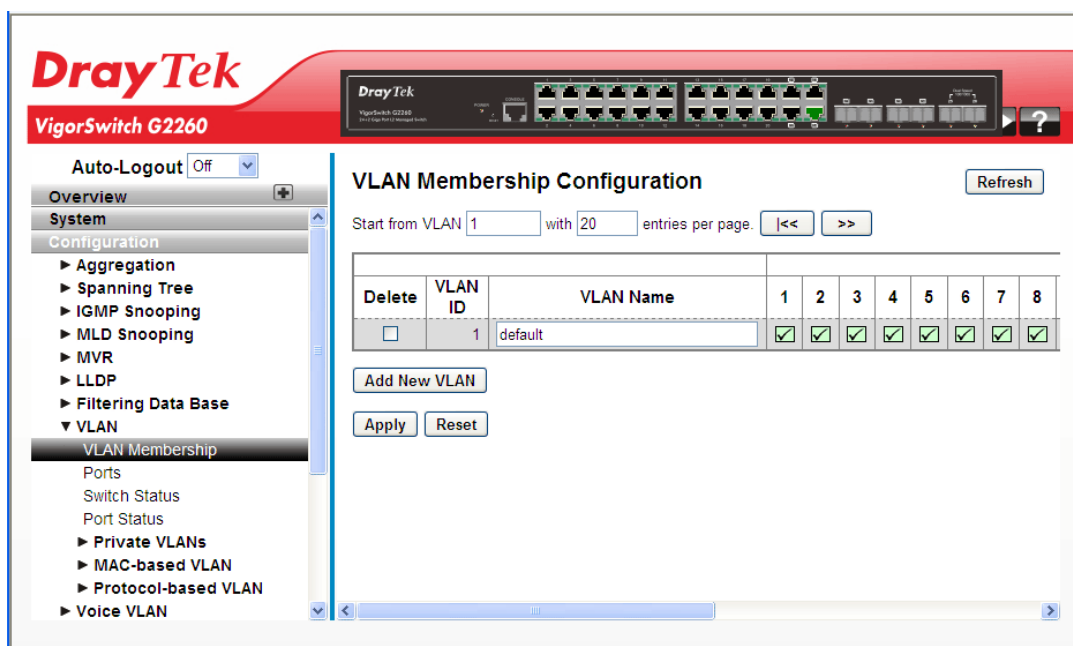 DrayTek
VigorSwitch G2260
DrayTek
VigorSwitch G2260
CONSOLE
POWER
?
Auto-Logout Off
Overview
System
Configuration
Aggregation
Spanning Tree
IGMP Snooping
MLD Snooping
MVR
LLDP
Filtering Data Base
VLAN
VLAN Membership
Ports
Switch Status
Port Status
Private VLANs
MAC-based VLAN
Protocol-based VLAN
Voice VLAN
VLAN Membership Configuration
Refresh
Start from VLAN 1 with 20 entries per page. |<< >>
Delete VLAN ID VLAN Name 1 2 3 4 5 6 7 8
1 default
Add New VLAN
Apply Reset